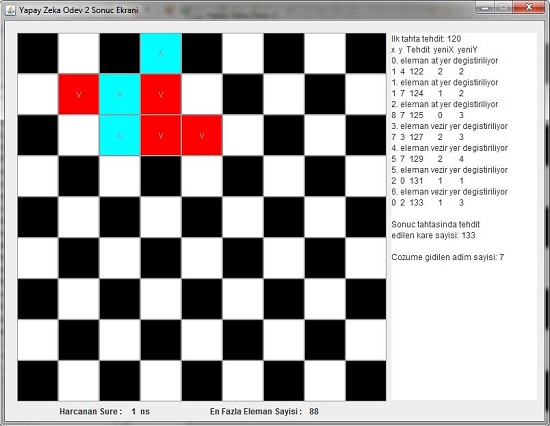 Yapay Zeka Odev 2 Sonuc Ekrani
A
V A V
A V V
Ilk tahta tehdit: 120
x y Tehdit yeniX yeniY
0. eleman at yer degistiriliyor
1 4 122 2 2
1. eleman at yer degistiriliyor
1 7 124 1 2
2. eleman at yer degistiriliyor
8 7 125 0 3
3. eleman vezir yer degistiriliyor
7 3 127 2 3
4. eleman vezir yer degistiriliyor
5 7 129 2 4
5. eleman vezir yer degistiriliyor
2 0 131 1 1
6. eleman vezir yer degistiriliyor
0 2 133 1 3
Sonuc tahtasinda tehdit
edilen kare sayisi: 133
Cozume gidilen adim sayisi: 7
Harcanan Sure : 1 ns En Fazla Eleman Sayisi : 88